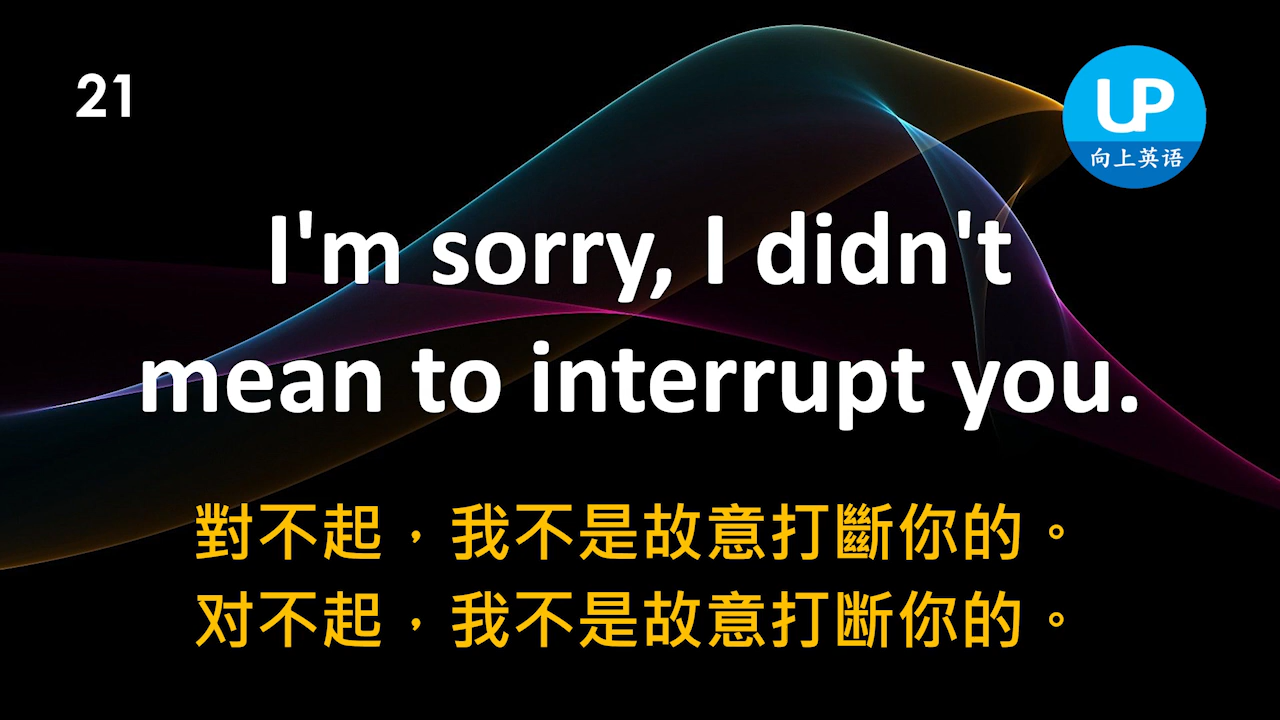 21
UP
向上英语
I'm sorry, I didn't
mean to interrupt you.
對不起，我不是故意打斷你的。
对不起，我不是故意打断你的。